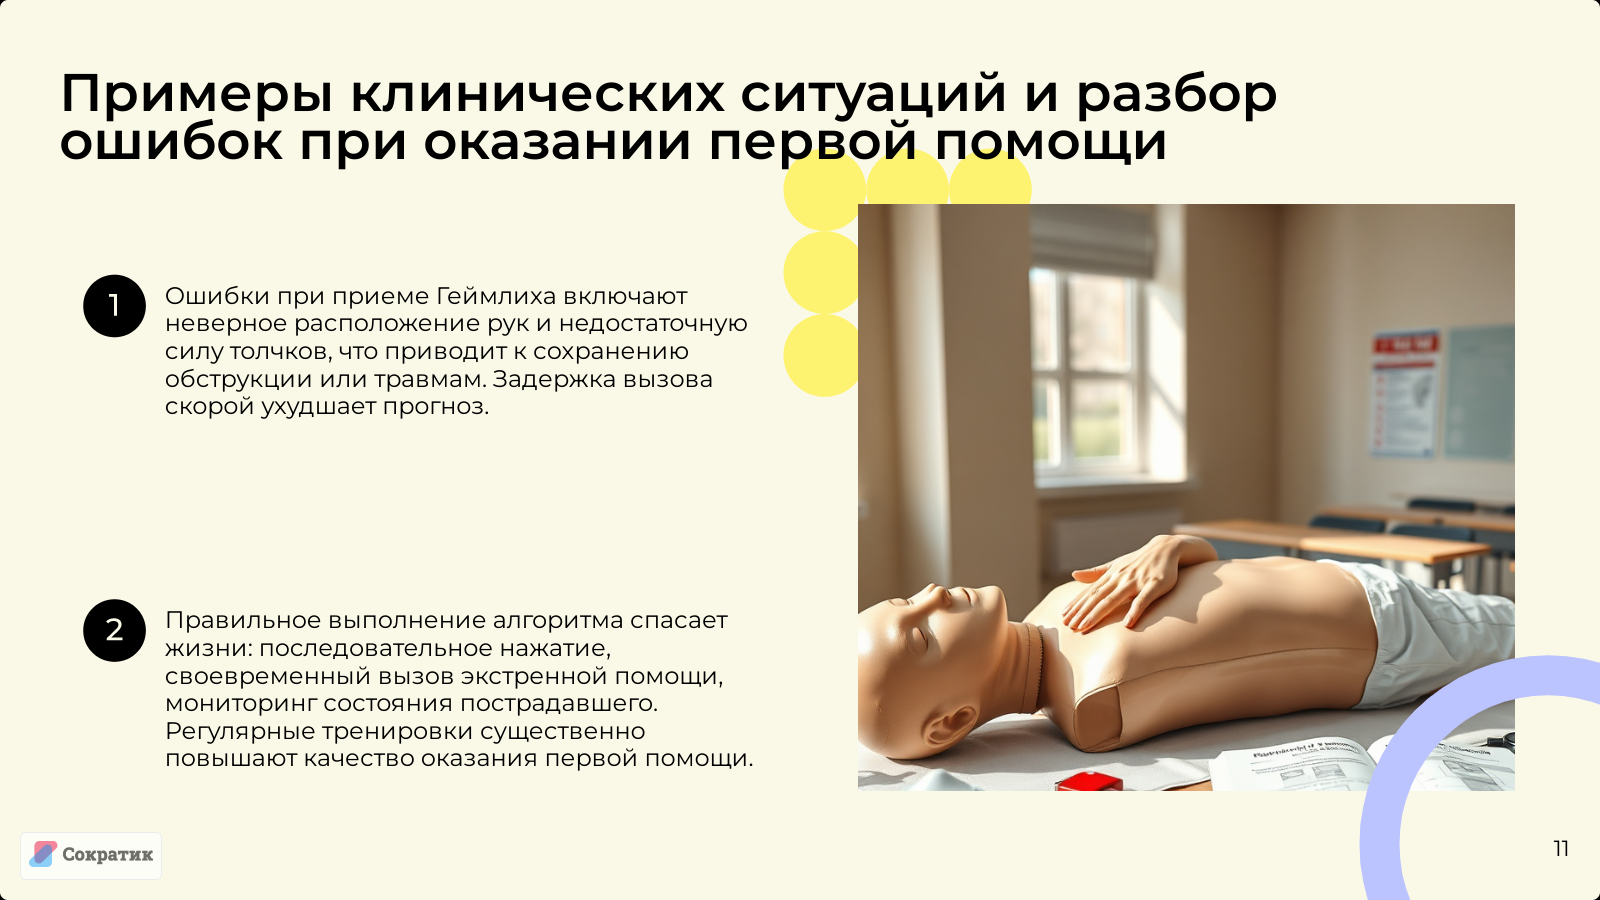 Примеры клинических ситуаций и разбор
ошибок при оказании первой помощи
1
Ошибки при приеме Геймлиха включают
неверное расположение рук и недостаточную
силу толчков, что приводит к сохранению
обструкции или травмам. Задержка вызова
скорой ухудшает прогноз.
2
Правильное выполнение алгоритма спасает
жизни: последовательное нажатие,
своевременный вызов экстренной помощи,
мониторинг состояния пострадавшего.
Регулярные тренировки существенно
повышают качество оказания первой помощи.
Сократик
11